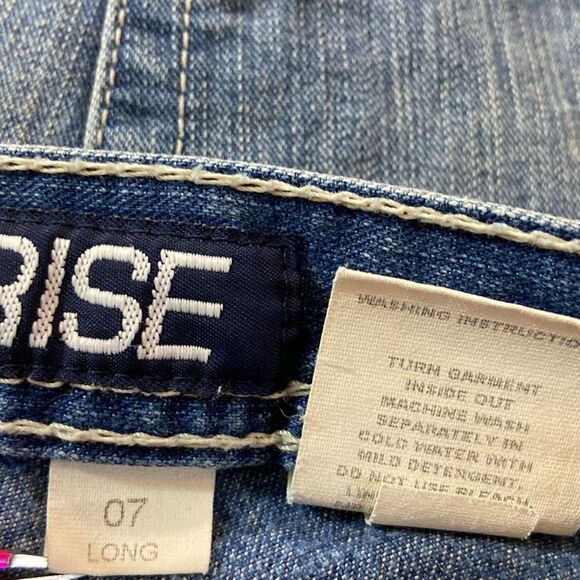 RISE
WASHING INSTRUCTIO
TURN GARMENT
INSIDE OUT
MACHINE WASH
SEPARATELY IN
COLD WATER WITH
MILD DETERGENT.
DO NOT USE BLEACH
07
LONG